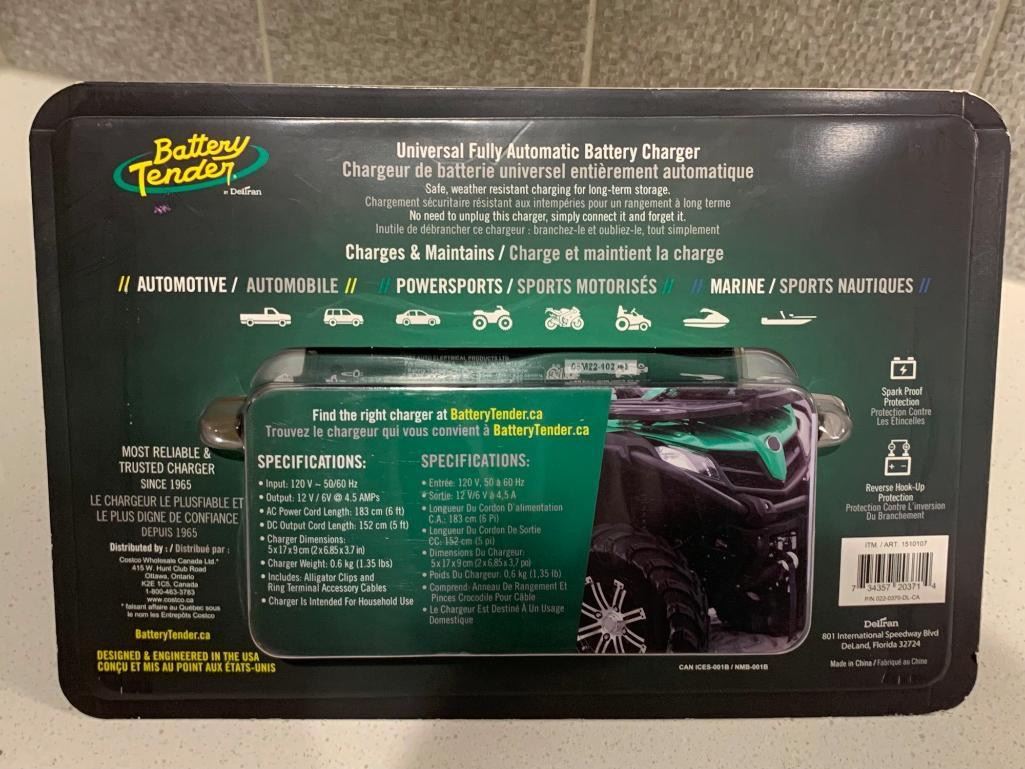 Battery
Tender
BY Deltran
Universal Fully Automatic Battery Charger
Chargeur de batterie universel entièrement automatique
Safe, weather resistant charging for long-term storage.
Chargement sécuritaire résistant aux intempéries pour un rangement à long terme
No need to unplug this charger, simply connect it and forget it.
Inutile de débrancher ce chargeur : branchez-le et oubliez-le, tout simplement
Charges & Maintains / Charge et maintient la charge
// AUTOMOTIVE / AUTOMOBILE // // POWERSPORTS / SPORTS MOTORISÉS // // MARINE / SPORTS NAUTIQUES //
Find the right charger at BatteryTender.ca
Trouvez le chargeur qui vous convient à BatteryTender.ca
SPECIFICATIONS:
• Input: 120 V ~ 50/60 Hz
• Output: 12 V / 6V @ 4.5 AMPs
• AC Power Cord Length: 183 cm (6 ft)
• DC Output Cord Length: 152 cm (5 ft)
• Charger Dimensions:
5 x 17 x 9 cm (2 x 6.85 x 3.7 in)
• Charger Weight: 0.6 kg (1.35 lbs)
• Includes: Alligator Clips and
Ring Terminal Accessory Cables
• Charger Is Intended For Household Use
SPECIFICATIONS:
• Entrée: 120 V, 50 à 60 Hz
• Sortie: 12 V/6 V à 4,5 A
• Longueur Du Cordon D'alimentation
C.A.: 183 cm (6 Pi)
• Longueur Du Cordon De Sortie
CC: 152 cm (5 pi)
• Dimensions Du Chargeur:
5 x 17 x 9 cm (2 x 6,85 x 3,7 po)
• Poids Du Chargeur: 0,6 kg (1,35 lb)
• Comprend: Anneau De Rangement Et
Pinces Crocodile Pour Câble
• Le Chargeur Est Destiné À Un Usage
Domestique
MOST RELIABLE &
TRUSTED CHARGER
SINCE 1965
LE CHARGEUR LE PLUSFIABLE ET
LE PLUS DIGNE DE CONFIANCE
DEPUIS 1965
Distributed by : / Distribué par :
Costco Wholesale Canada Ltd.*
415 W. Hunt Club Road
Ottawa, Ontario
K2E 1C5, Canada
1-800-463-3783
www.costco.ca
* faisant affaire au Québec sous
le nom les Entrepôts Costco
BatteryTender.ca
DESIGNED & ENGINEERED IN THE USA
CONÇU ET MIS AU POINT AUX ÉTATS-UNIS
Spark Proof
Protection
Protection Contre
Les Étincelles
Reverse Hook-Up
Protection
Protection Contre L'inversion
Du Branchement
ITM. / ART. 1510107
7 34357 20371 4
P/N 022-0370-DL-CA
Deltran
801 International Speedway Blvd
DeLand, Florida 32724
Made in China / Fabriqué au Chine
CAN ICES-001B / NMB-001B